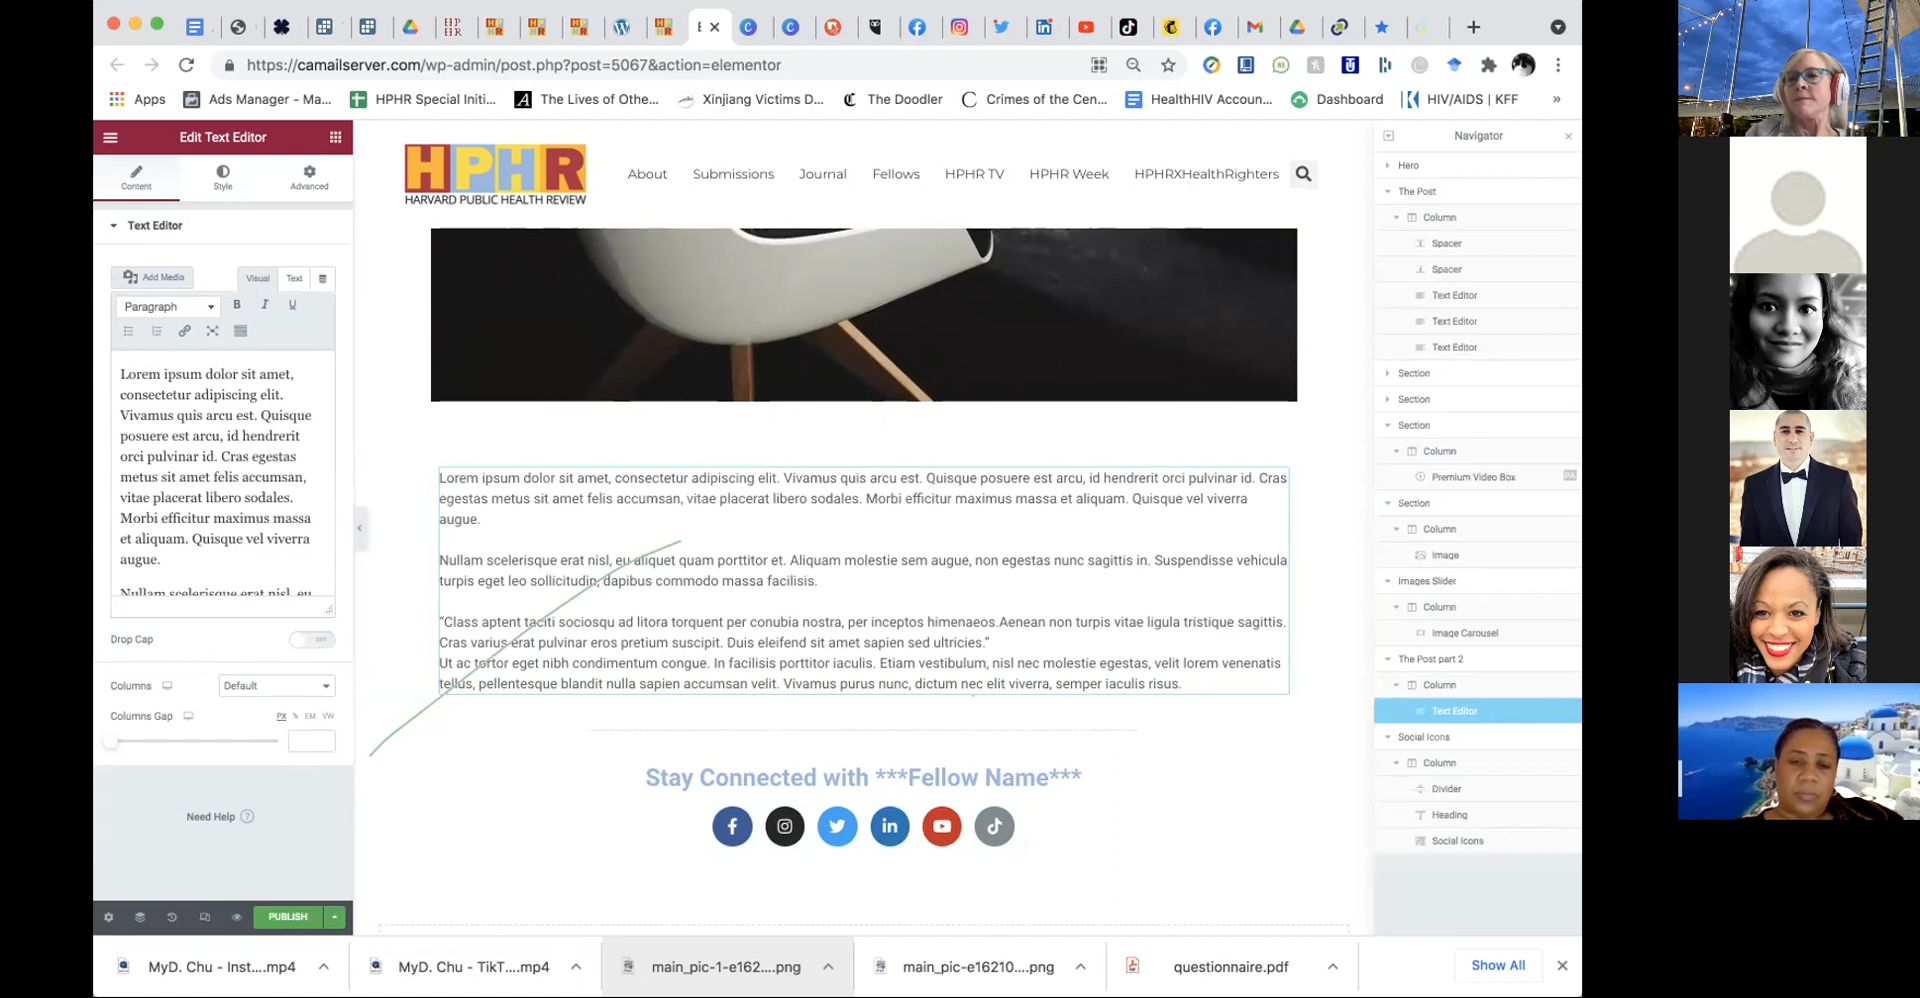 https://camailserver.com/wp-admin/post.php?post=5067&action=elementor
Apps
Ads Manager - Ma...
HPHR Special Initi...
The Lives of Othe...
Xinjiang Victims D...
The Doodler
Crimes of the Cen...
HealthHIV Accoun...
Dashboard
HIV/AIDS | KFF
»
Edit Text Editor
Content
Style
Advanced
Text Editor
Add Media
Visual
Text
Paragraph
B
I
U
Lorem ipsum dolor sit amet,
consectetur adipiscing elit.
Vivamus quis arcu est. Quisque
posuere est arcu, id hendrerit
orci pulvinar id. Cras egestas
metus sit amet felis accumsan,
vitae placerat libero sodales.
Morbi efficitur maximus massa
et aliquam. Quisque vel viverra
augue.
Nullam scelerisque erat nisl, eu
Drop Cap
OFF
Columns
Default
Columns Gap
PX
%
EM
VW
Need Help
PUBLISH
HPHR
HARVARD PUBLIC HEALTH REVIEW
About
Submissions
Journal
Fellows
HPHR TV
HPHR Week
HPHRXHealthRighters
Lorem ipsum dolor sit amet, consectetur adipiscing elit. Vivamus quis arcu est. Quisque posuere est arcu, id hendrerit orci pulvinar id. Cras
egestas metus sit amet felis accumsan, vitae placerat libero sodales. Morbi efficitur maximus massa et aliquam. Quisque vel viverra
augue.
Nullam scelerisque erat nisl, eu aliquet quam porttitor et. Aliquam molestie sem augue, non egestas nunc sagittis in. Suspendisse vehicula
turpis eget leo sollicitudin, dapibus commodo massa facilisis.
“Class aptent taciti sociosqu ad litora torquent per conubia nostra, per inceptos himenaeos.Aenean non turpis vitae ligula tristique sagittis.
Cras varius erat pulvinar eros pretium suscipit. Duis eleifend sit amet sapien sed ultricies.”
Ut ac tortor eget nibh condimentum congue. In facilisis porttitor iaculis. Etiam vestibulum, nisl nec molestie egestas, velit lorem venenatis
tellus, pellentesque blandit nulla sapien accumsan velit. Vivamus purus nunc, dictum nec elit viverra, semper iaculis risus.
Stay Connected with ***Fellow Name***
Navigator
Hero
The Post
Column
Spacer
Spacer
Text Editor
Text Editor
Text Editor
Section
Section
Section
Column
Premium Video Box
PA
Section
Column
Image
Images Slider
Column
Image Carousel
The Post part 2
Column
Text Editor
Social Icons
Column
Divider
Heading
Social Icons
MyD. Chu - Inst....mp4
MyD. Chu - TikT....mp4
main_pic-1-e162....png
main_pic-e16210....png
questionnaire.pdf
Show All